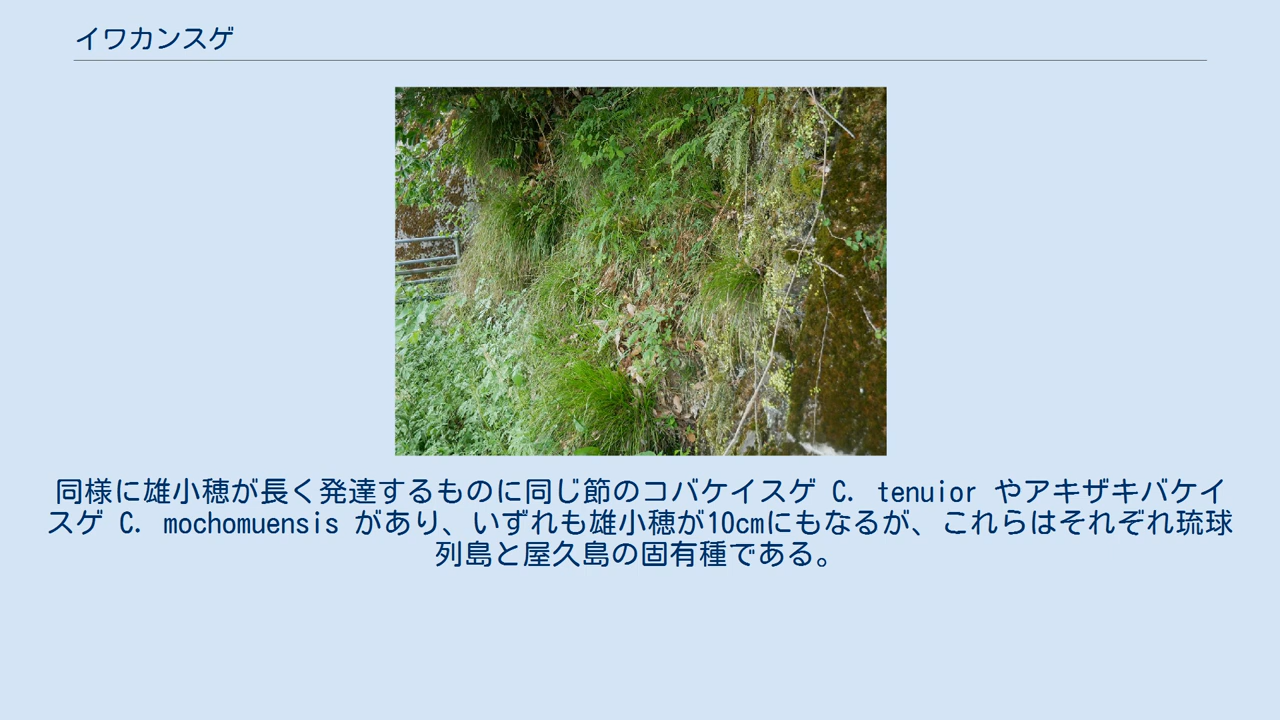 イワカンスゲ
同様に雄小穂が長く発達するものに同じ節のコバケイスゲ C. tenuior やアキザキバケイ
スゲ C. mochomuensis があり、いずれも雄小穂が10cmにもなるが、これらはそれぞれ琉球
列島と屋久島の固有種である。